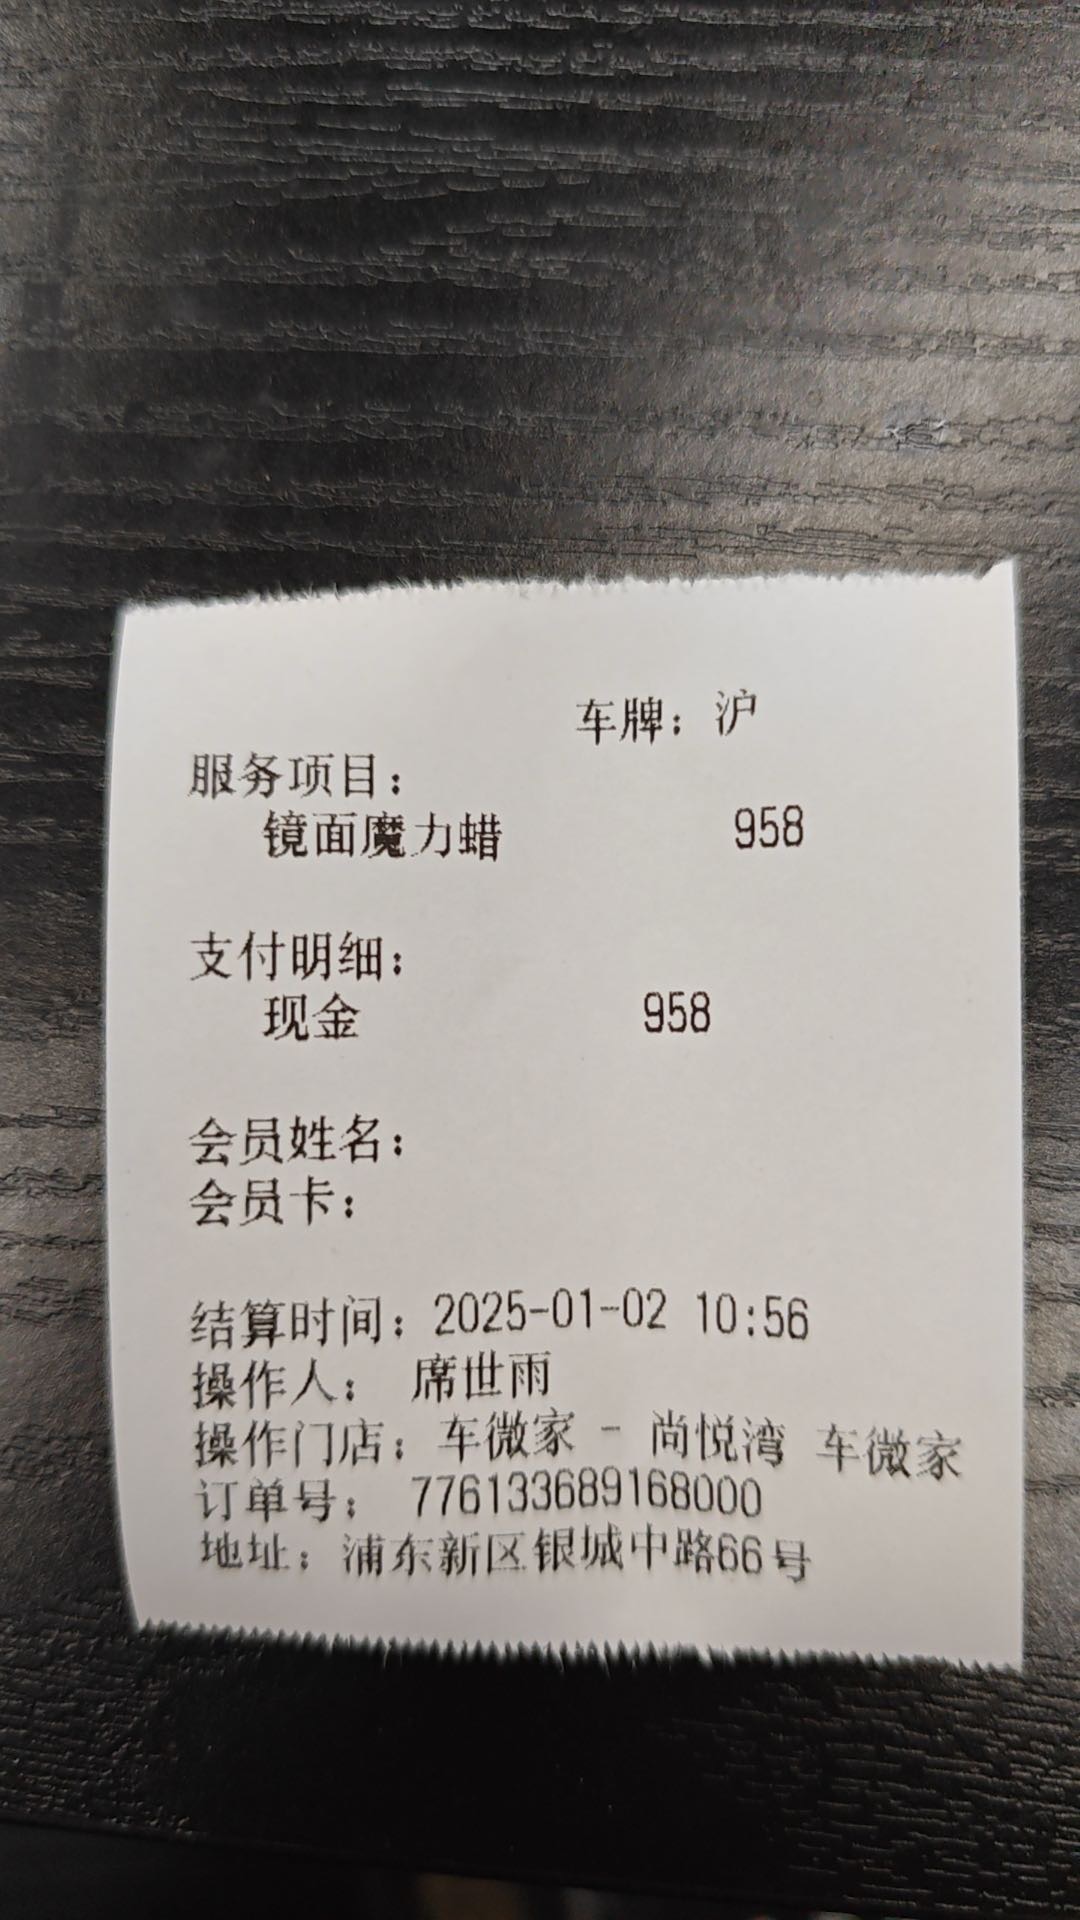 车牌：沪
服务项目：
镜面魔力蜡 958
支付明细：
现金 958
会员姓名：
会员卡：
结算时间：2025-01-02 10:56
操作人： 席世雨
操作门店：车微家 - 尚悦湾 车微家
订单号： 776133689168000
地址：浦东新区银城中路66号